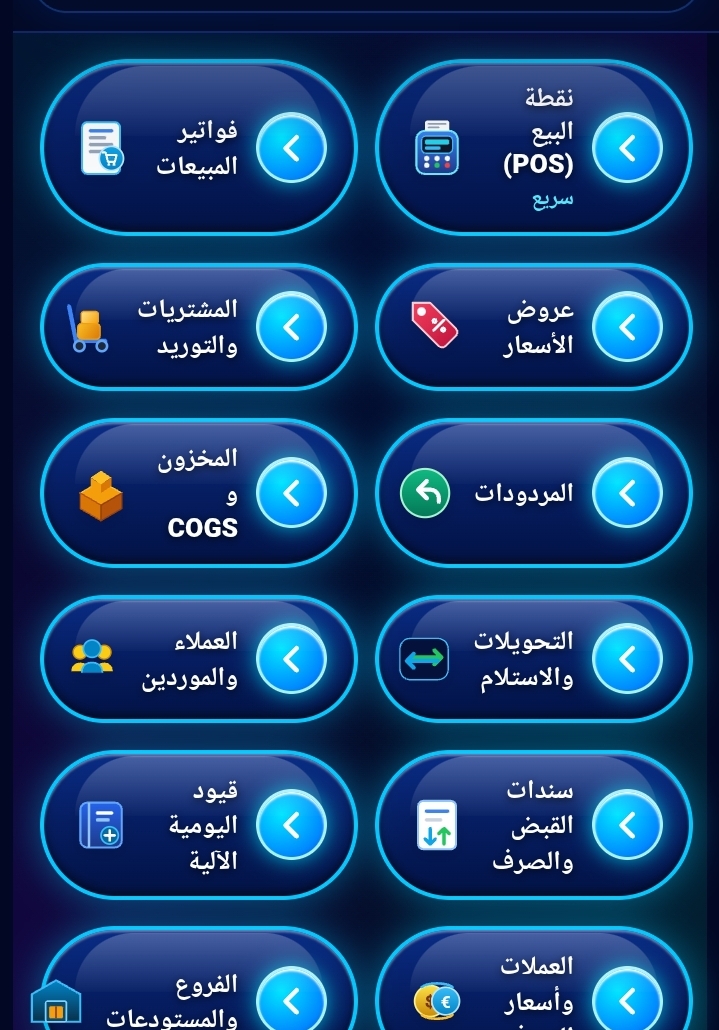 نقطة
البيع
(POS)
سريع
فواتير
المبيعات
عروض
الأسعار
المشتريات
والتوريد
المردودات
المخزون
و
COGS
التحويلات
والاستلام
العملاء
والموردين
سندات
القبض
والصرف
قيود
اليومية
الآلية
العملات
وأسعار
الفروع
والمستودعات